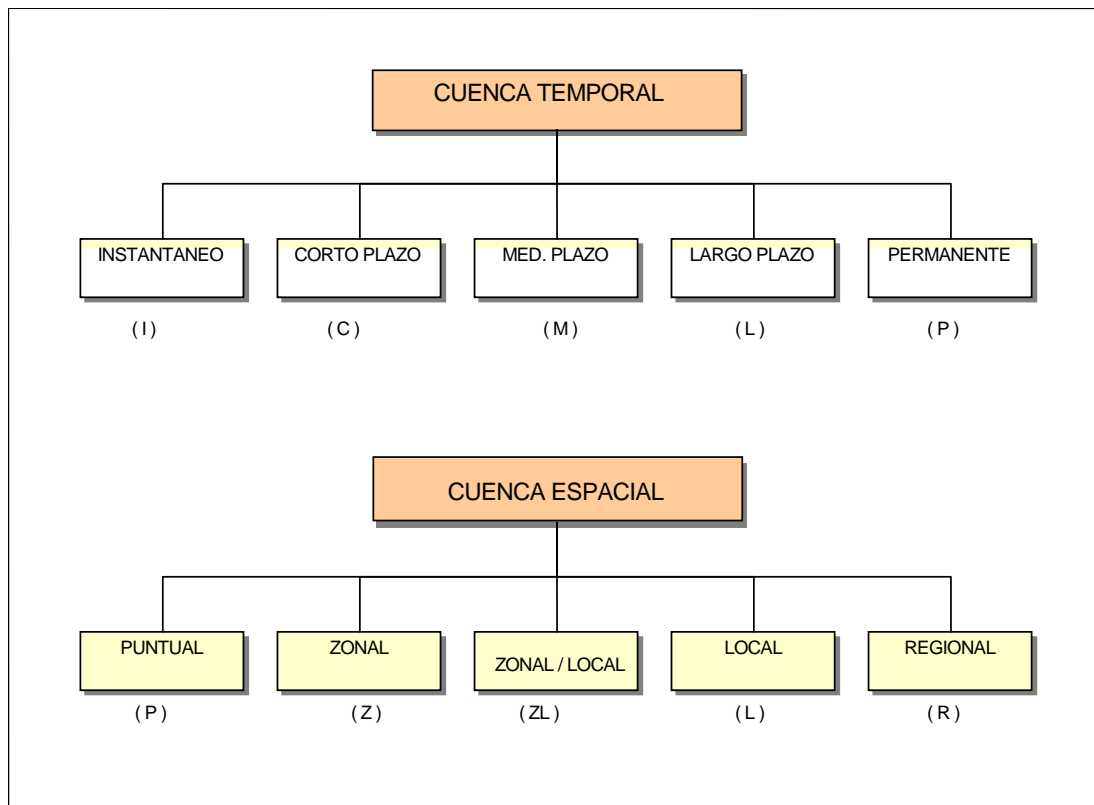 CUENCA TEMPORAL
INSTANTANEO CORTO PLAZO MED. PLAZO LARGO PLAZO PERMANENTE
( I ) ( C ) ( M ) ( L ) ( P )
CUENCA ESPACIAL
PUNTUAL ZONAL ZONAL / LOCAL LOCAL REGIONAL
( P ) ( Z ) ( ZL ) ( L ) ( R )